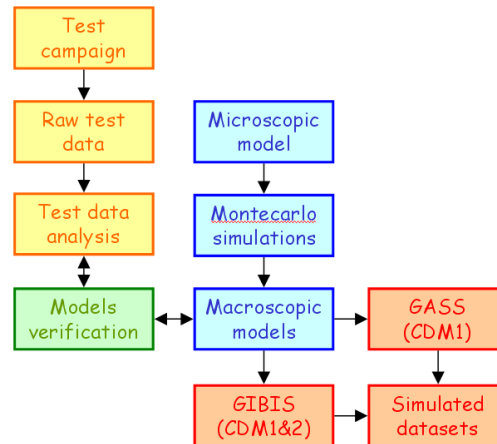 Test
campaign
Raw test
data
Microscopic
model
Test data
analysis
Montecarlo
simulations
Models
verification
Macroscopic
models
GASS
(CDM1)
GIBIS
(CDM1&2)
Simulated
datasets